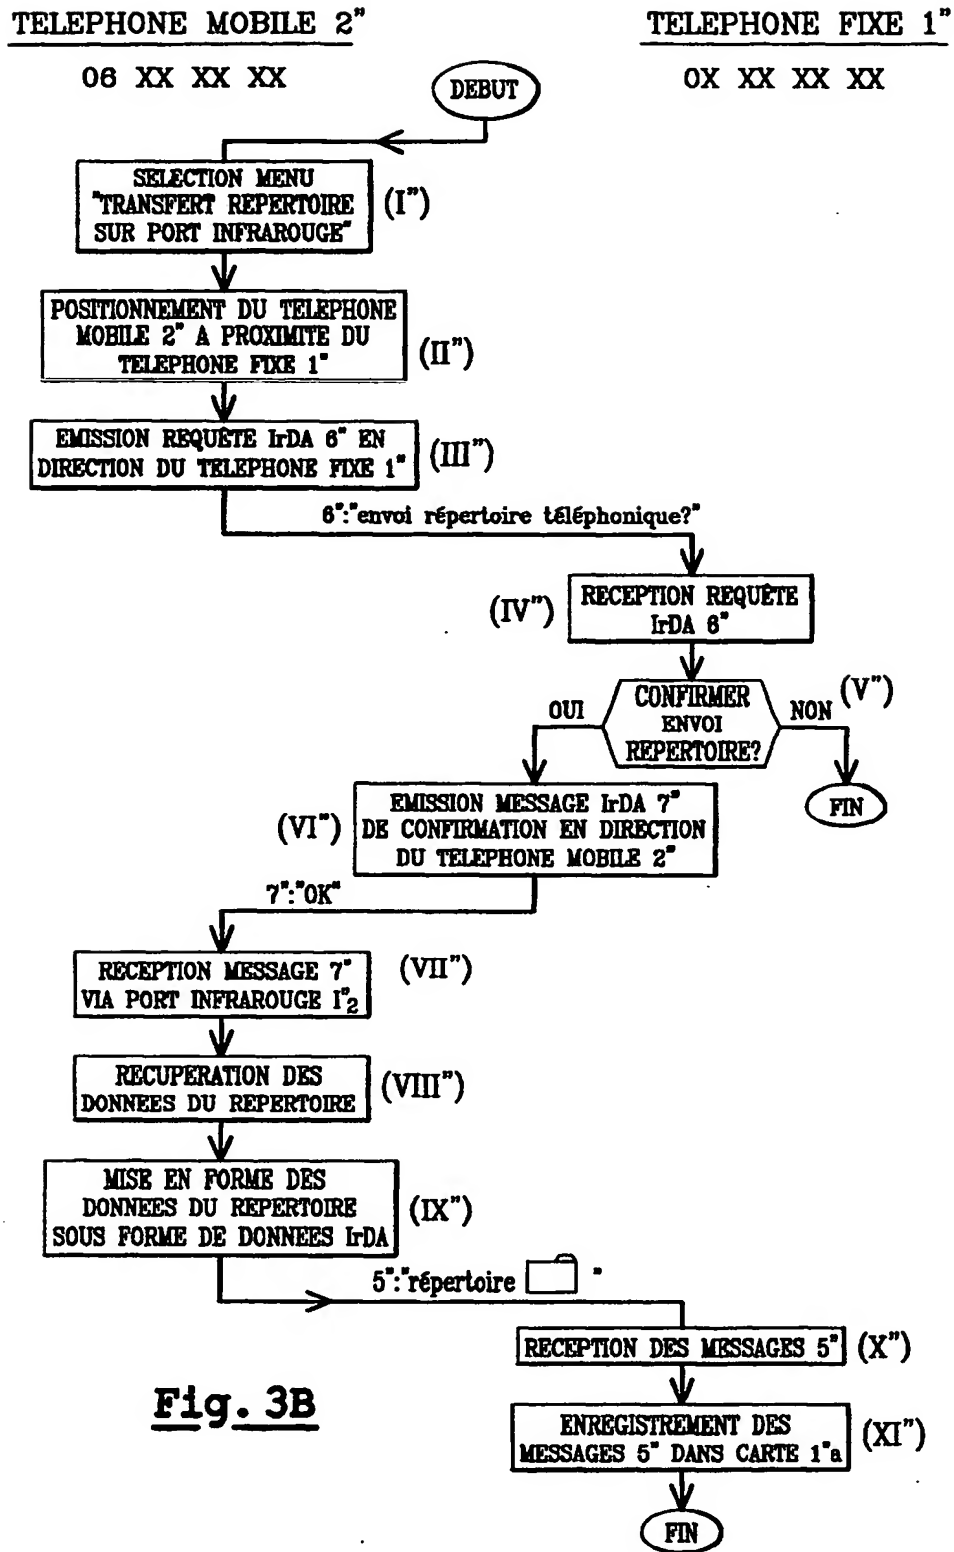 TELEPHONE MOBILE 2"
TELEPHONE FIXE 1"
06 XX XX XX
0X XX XX XX
DEBUT
SELECTION MENU
"TRANSFERT REPERTOIRE
SUR PORT INFRAROUGE"
(I")
POSITIONNEMENT DU TELEPHONE
MOBILE 2" A PROXIMITE DU
TELEPHONE FIXE 1"
(II")
EMISSION REQUÊTE IrDA 6" EN
DIRECTION DU TELEPHONE FIXE 1"
(III")
6":"envoi répertoire téléphonique?"
(IV")
RECEPTION REQUÊTE
IrDA 6"
(V")
CONFIRMER
ENVOI
REPERTOIRE?
OUI
NON
FIN
(VI")
EMISSION MESSAGE IrDA 7"
DE CONFIRMATION EN DIRECTION
DU TELEPHONE MOBILE 2"
7":"OK"
RECEPTION MESSAGE 7"
VIA PORT INFRAROUGE I"2
(VII")
RECUPERATION DES
DONNEES DU REPERTOIRE
(VIII")
MISE EN FORME DES
DONNEES DU REPERTOIRE
SOUS FORME DE DONNEES IrDA
(IX")
5":"répertoire "
RECEPTION DES MESSAGES 5"
(X")
ENREGISTREMENT DES
MESSAGES 5" DANS CARTE 1"a
(XI")
FIN
Fig. 3B